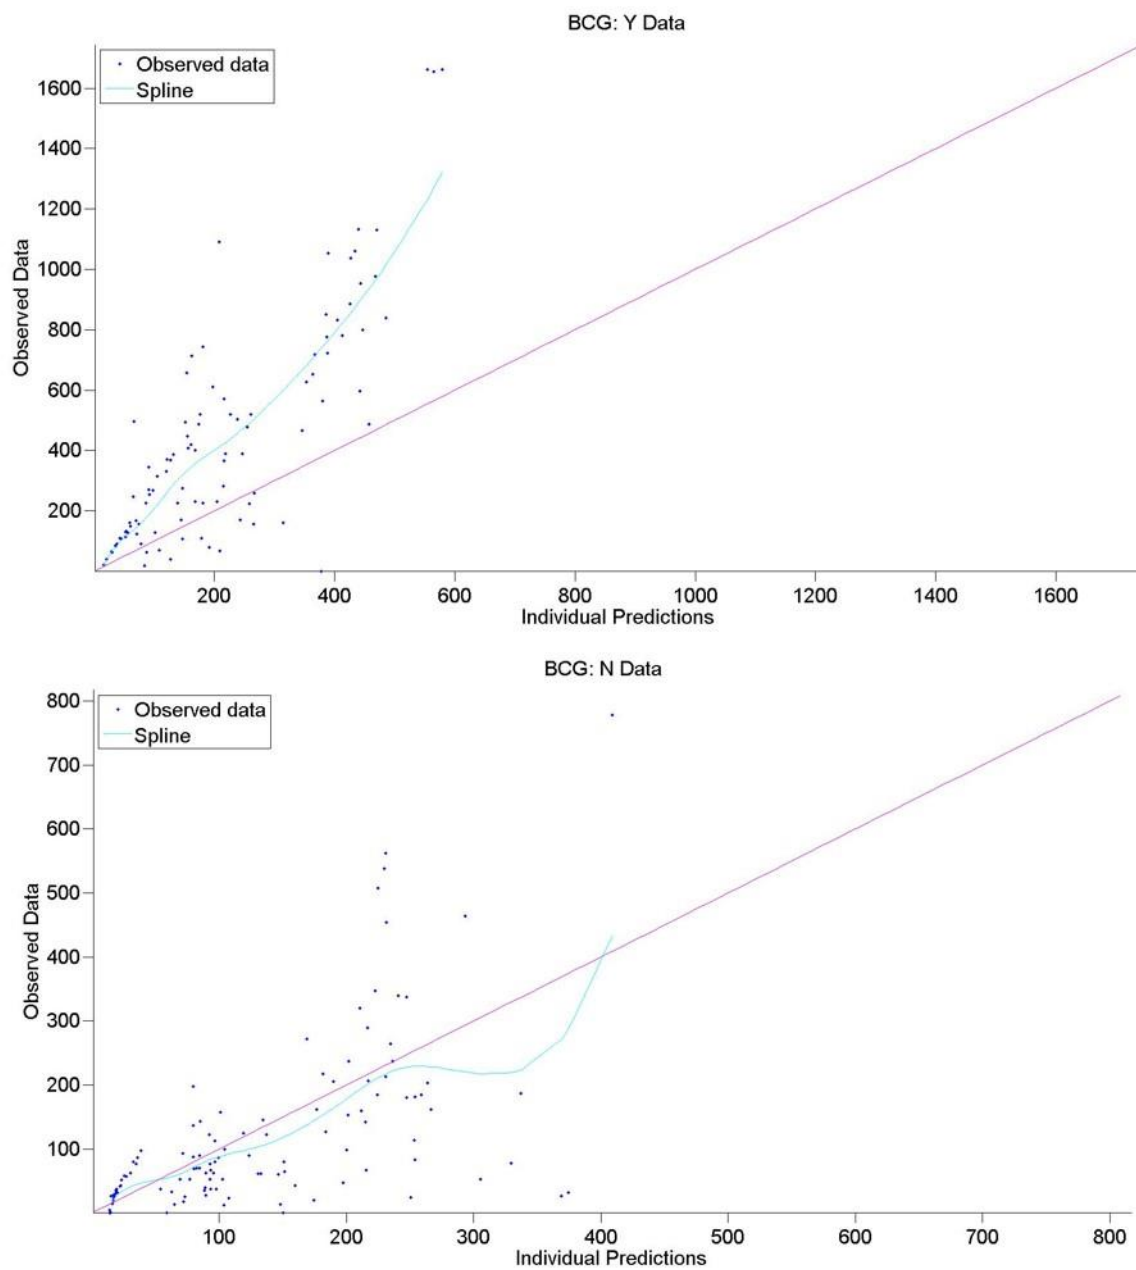 BCG: Y Data
Observed data
Spline
1600
1400
1200
1000
800
600
400
200
Observed Data
200 400 600 800 1000 1200 1400 1600
Individual Predictions
BCG: N Data
Observed data
Spline
800
700
600
500
400
300
200
100
Observed Data
100 200 300 400 500 600 700 800
Individual Predictions